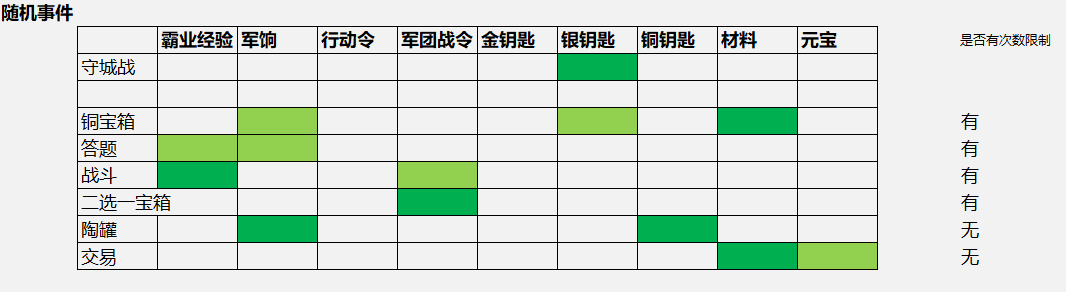 随机事件
霸业经验 军饷 行动令 军团战令 金钥匙 银钥匙 铜钥匙 材料 元宝 是否有次数限制
守城战
铜宝箱 有
答题 有
战斗 有
二选一宝箱 有
陶罐 无
交易 无